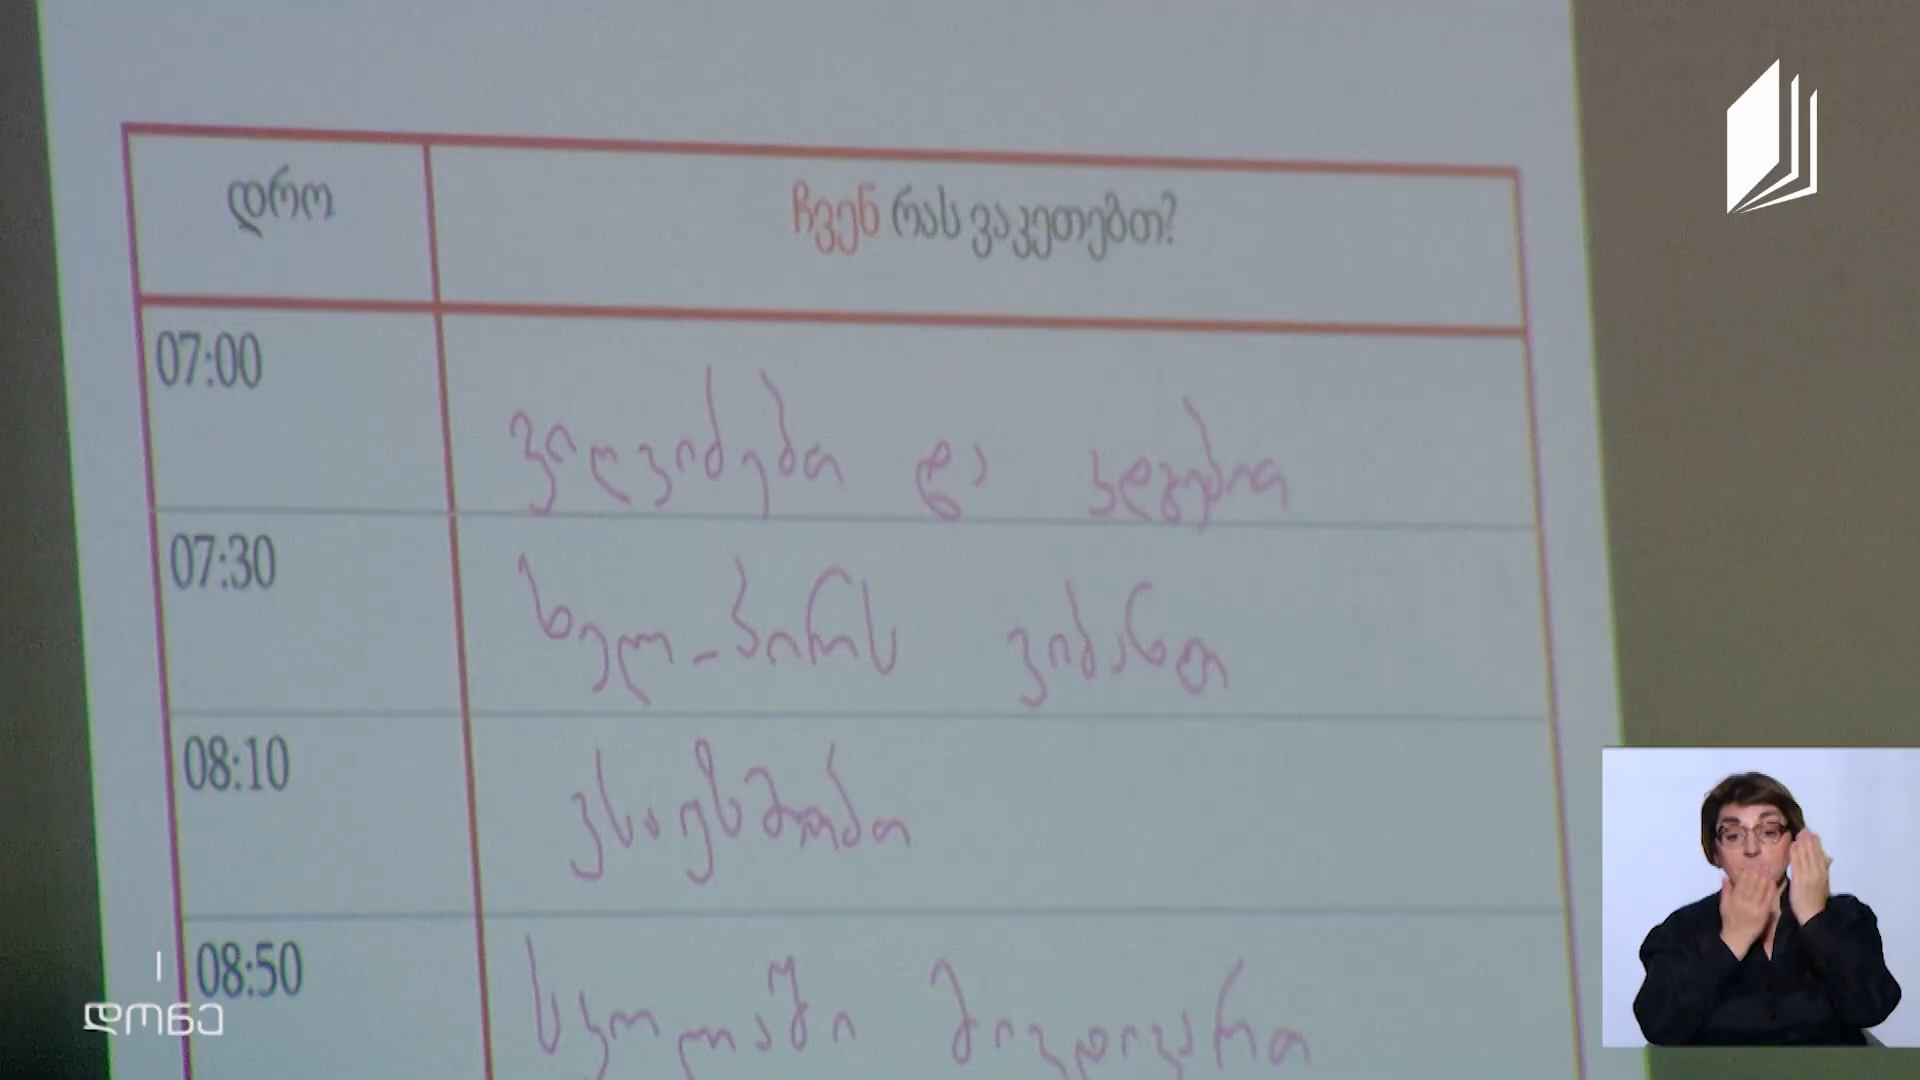 დრო
ჩვენ რას ვაკეთებთ?
07:00
ვიღვიძებთ და ვდგებით
07:30
ხელ-პირს ვიბანთ
08:10
ვსაუზმობთ
08:50
სკოლაში მივდივართ
I
დონე